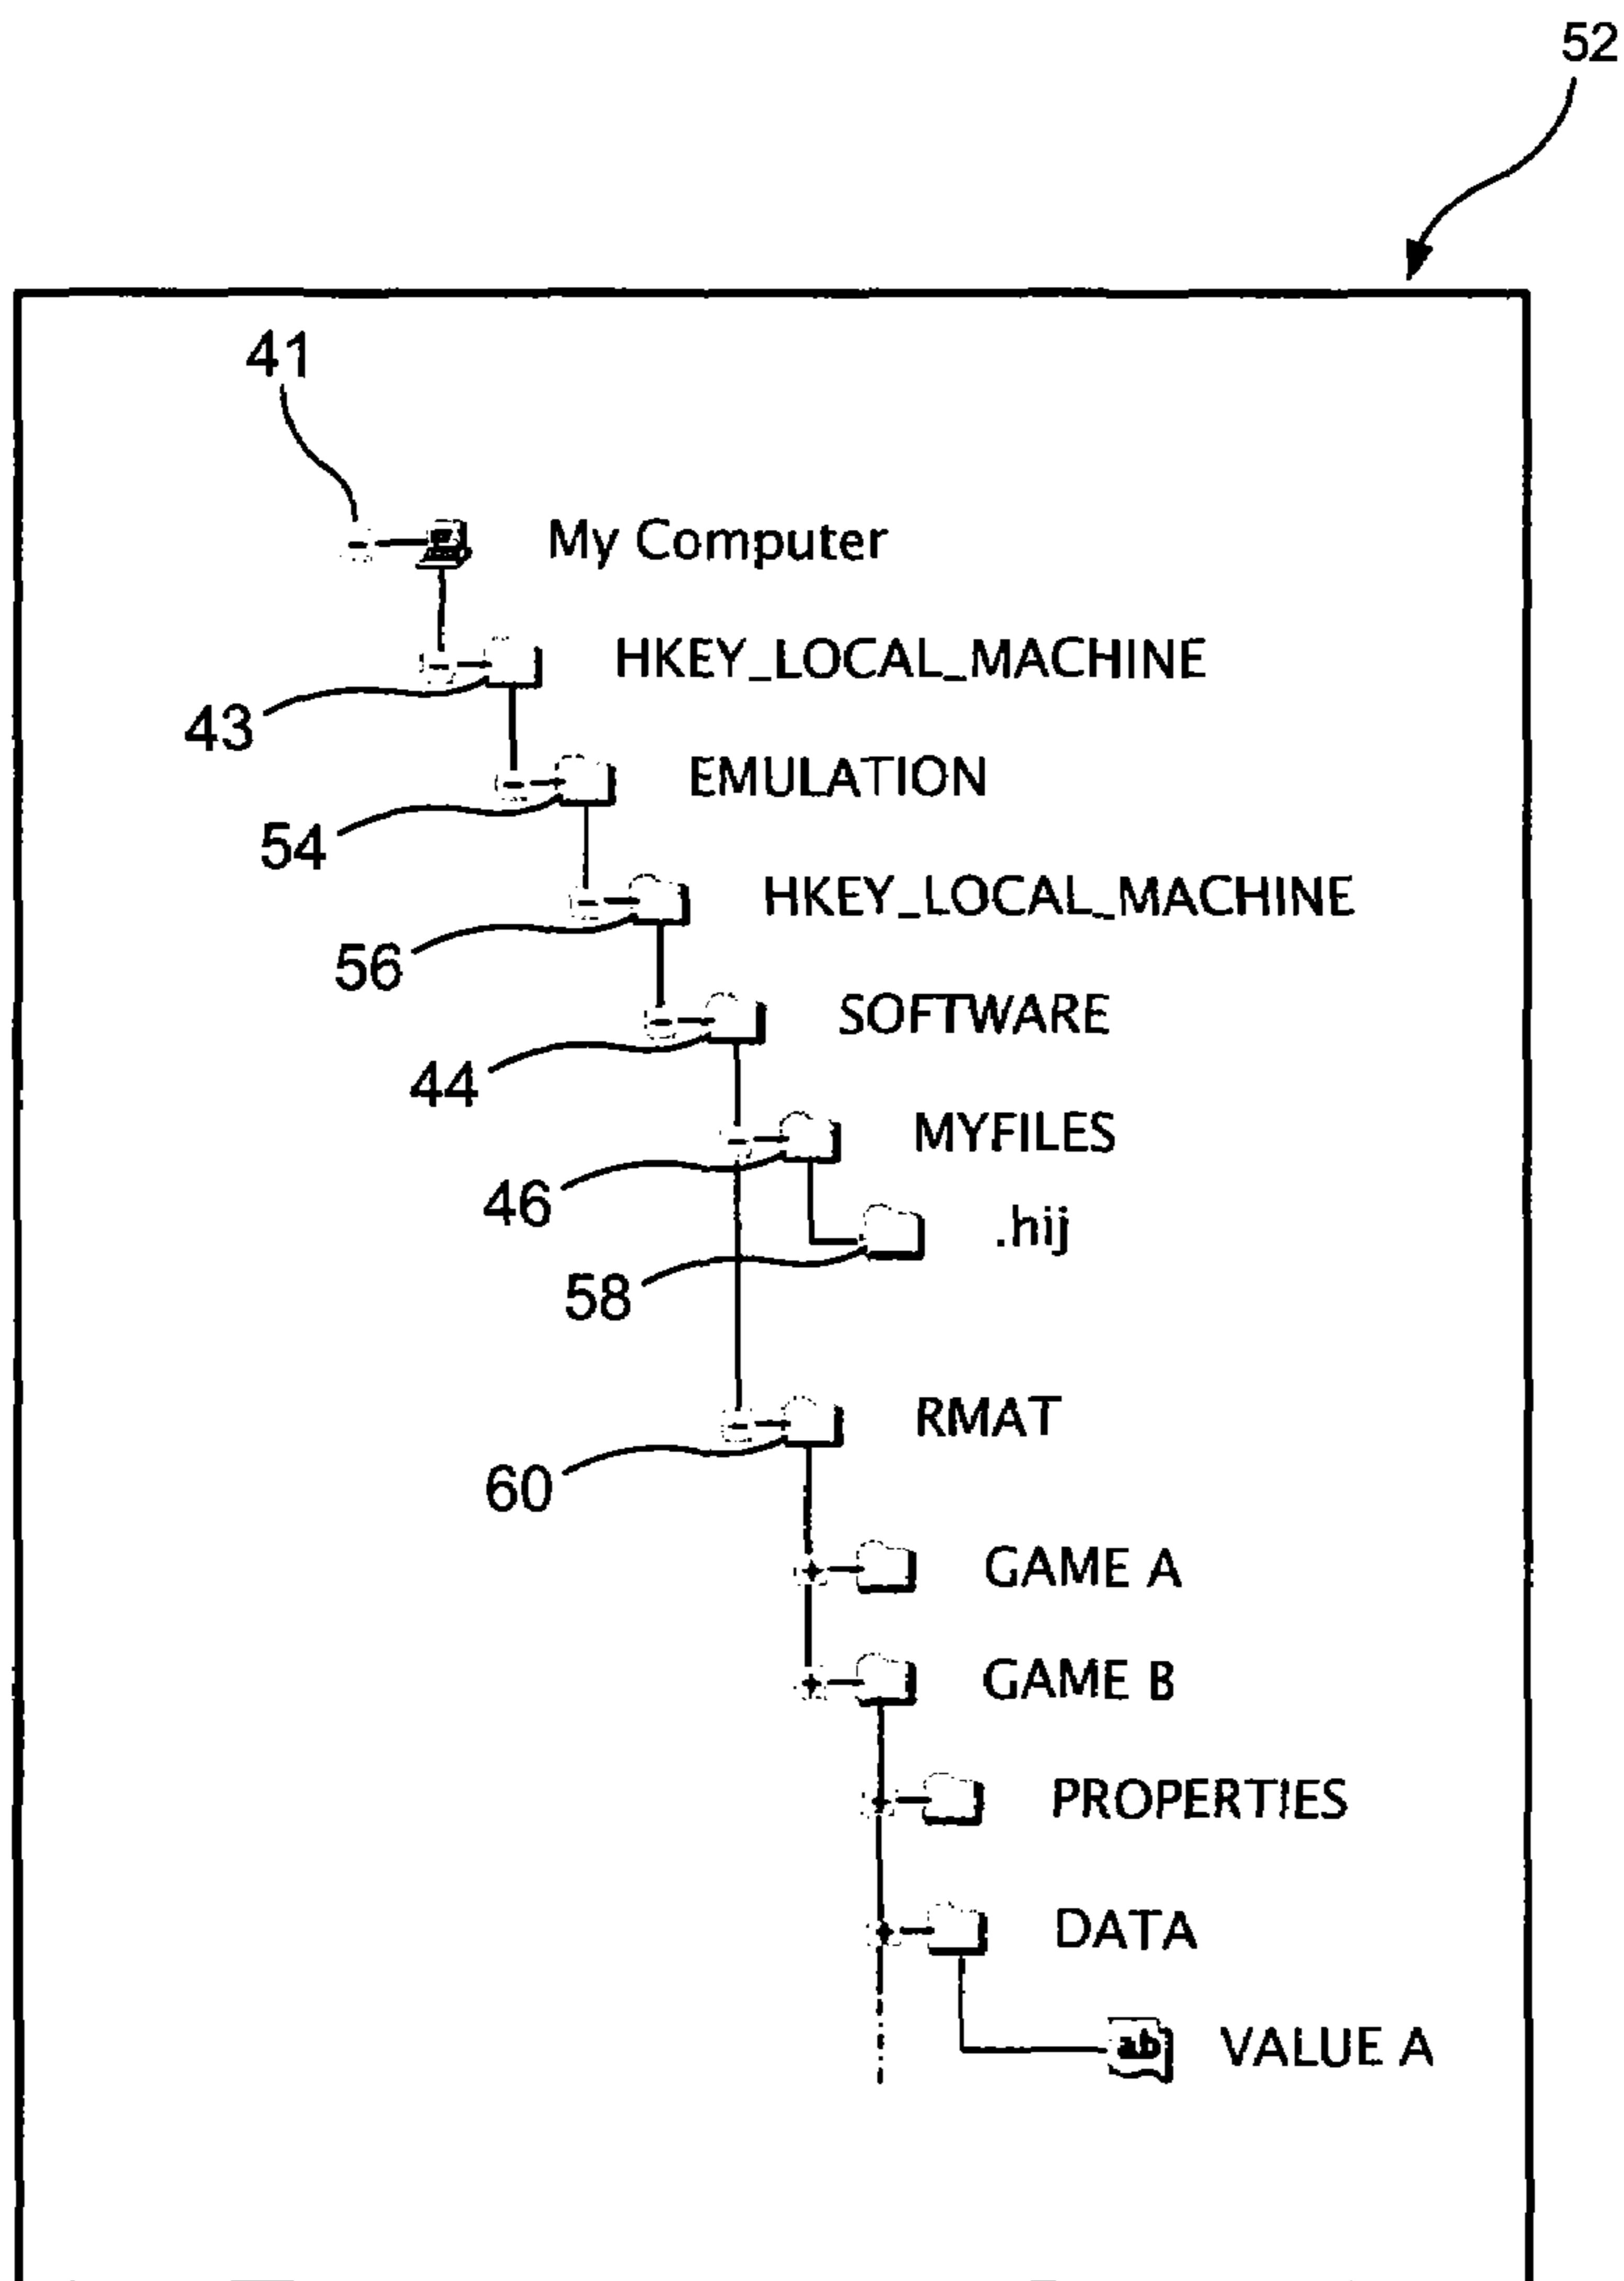 52
41
My Computer
HKEY_LOCAL_MACHINE
43
EMULATION
54
HKEY_LOCAL_MACHINE
56
SOFTWARE
44
MYFILES
46
.hij
58
RMAT
60
GAME A
GAME B
PROPERTIES
DATA
ab VALUE A